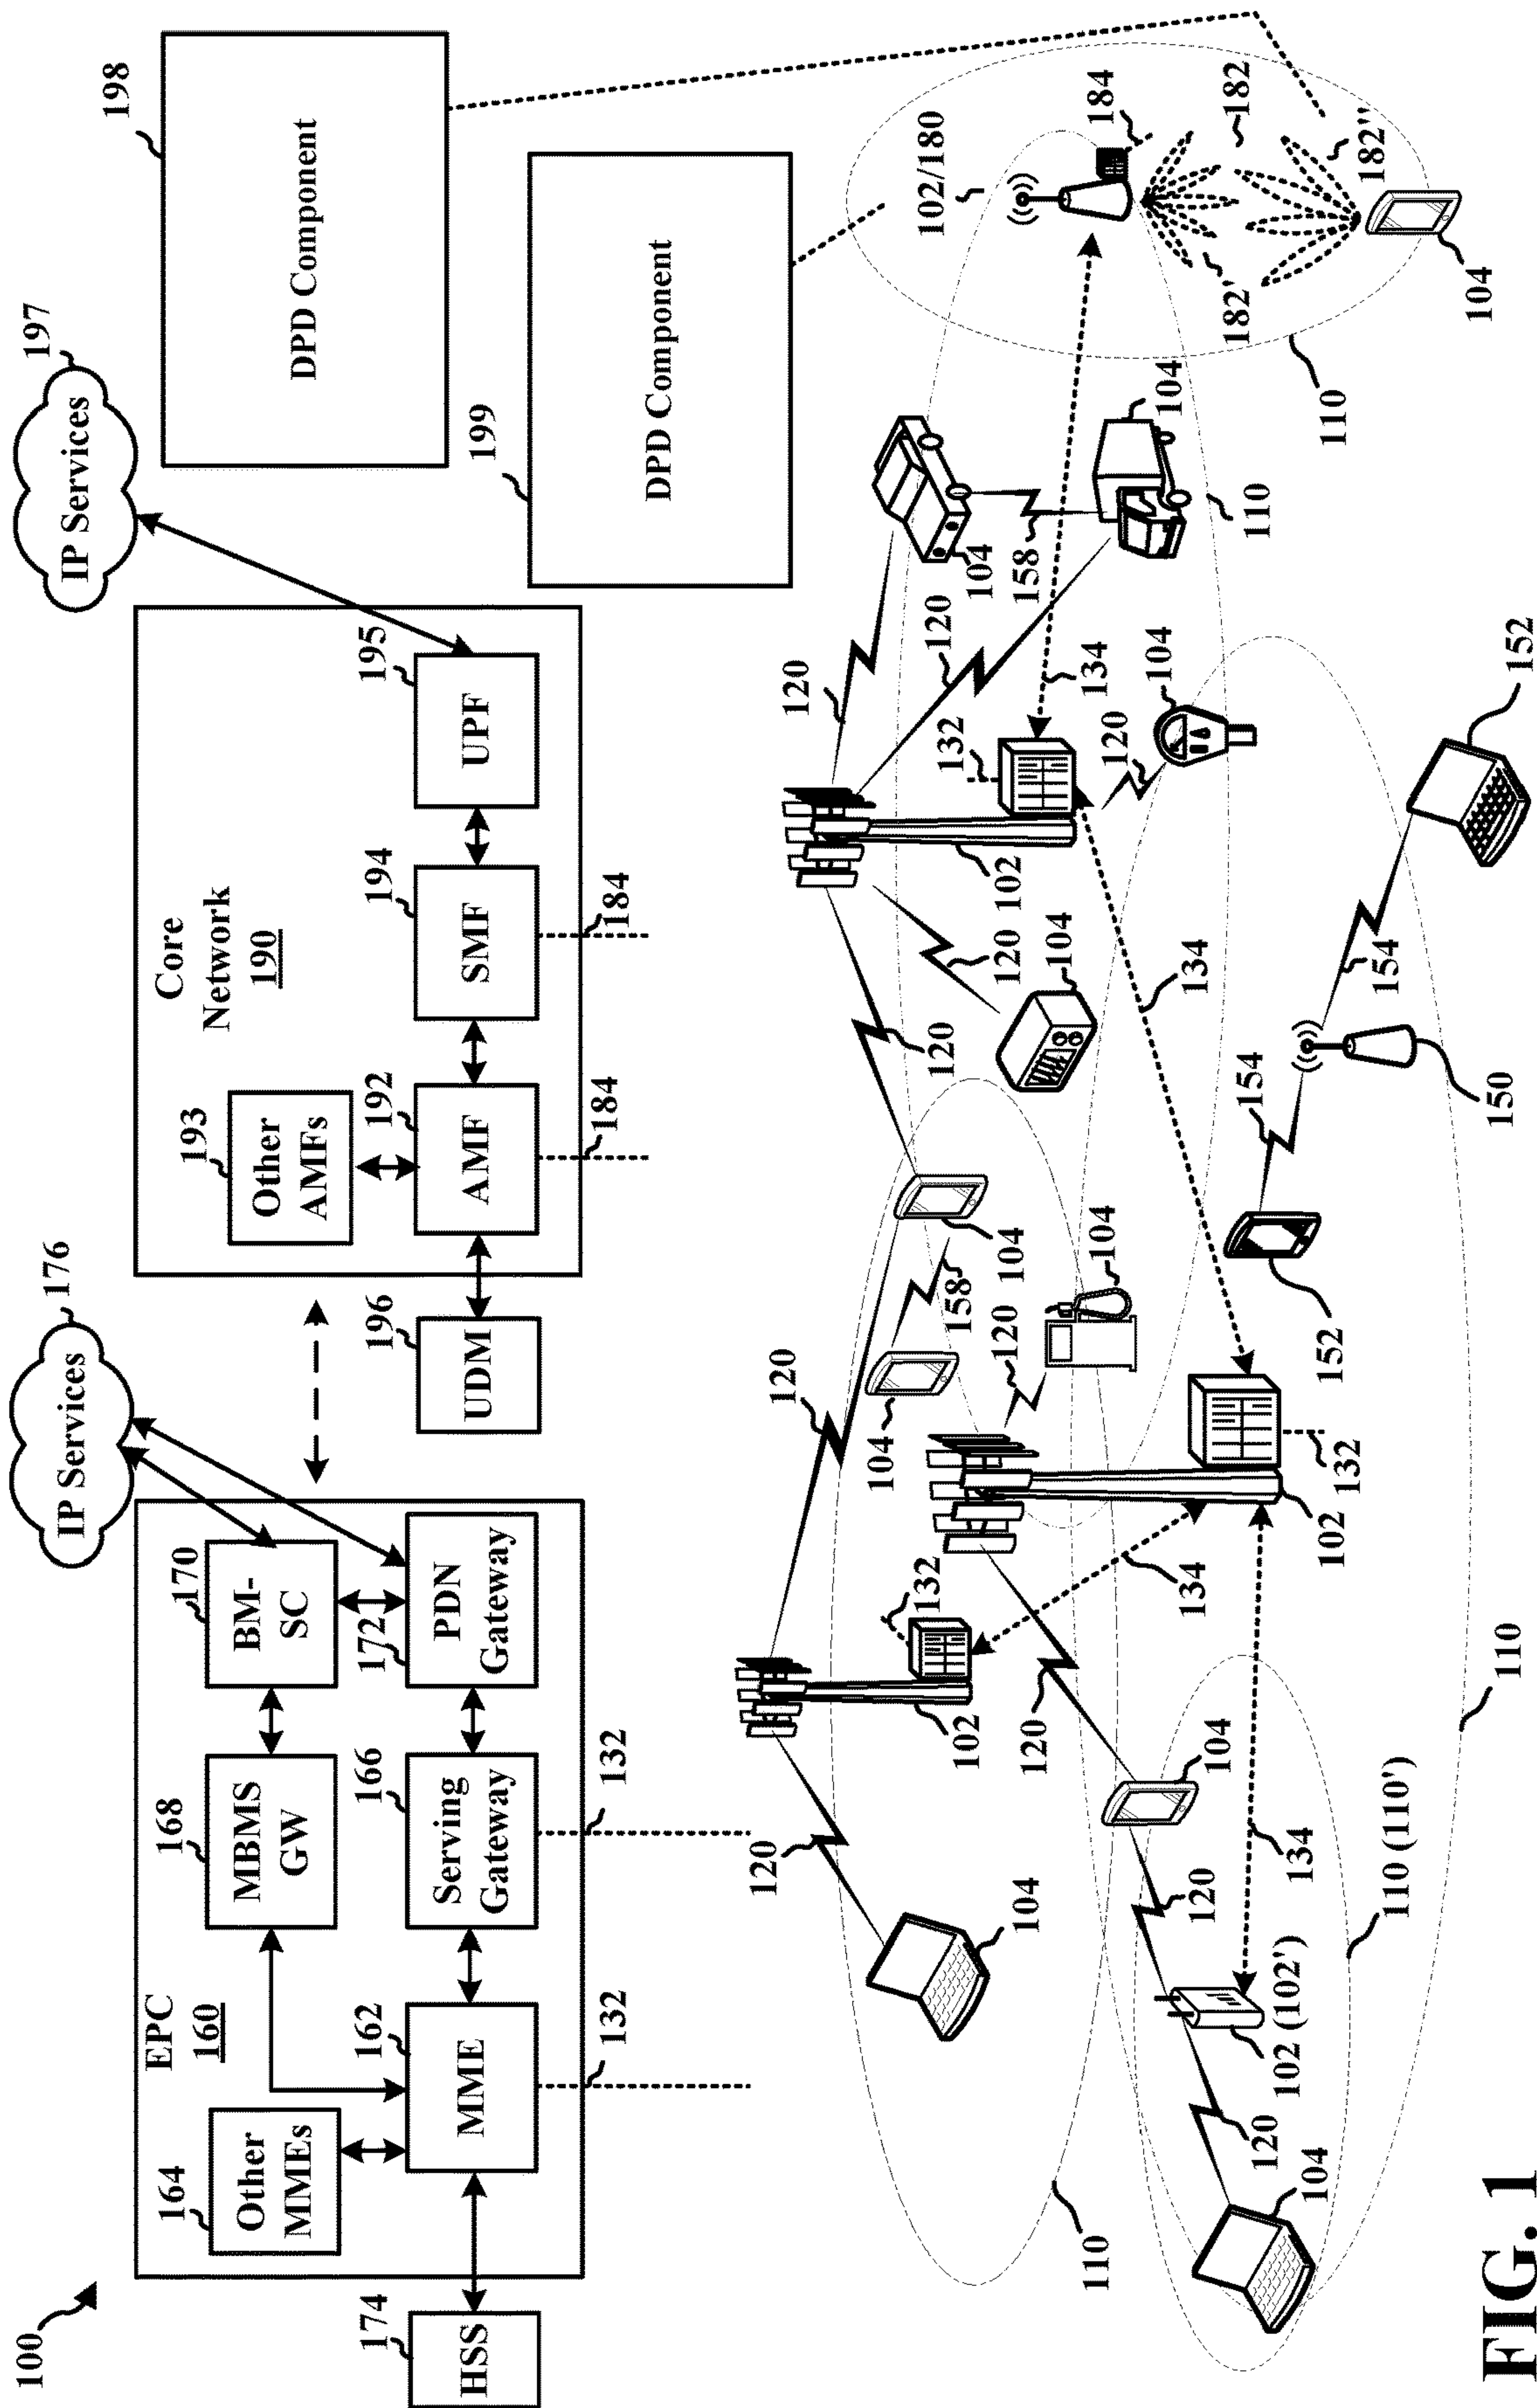 100
EPC
160
164
Other
MMEs
168
MBMS
GW
170
BM-
SC
176
IP Services
174
HSS
162
MME
166
Serving
Gateway
172
PDN
Gateway
132
132
Core
Network
190
193
Other
AMFs
196
UDM
192
AMF
194
SMF
195
UPF
184
184
197
IP Services
198
DPD Component
199
DPD Component
120
104
110
102
132
120
104
158
104
120
104
120
134
102
132
120
104
120
102 (102')
120
104
134
110 (110')
110
120
120
104
102
132
120
120
104
158
104
110
134
120
104
134
152
154
150
154
152
102/180
184
182'
182
182''
104
110
FIG. 1